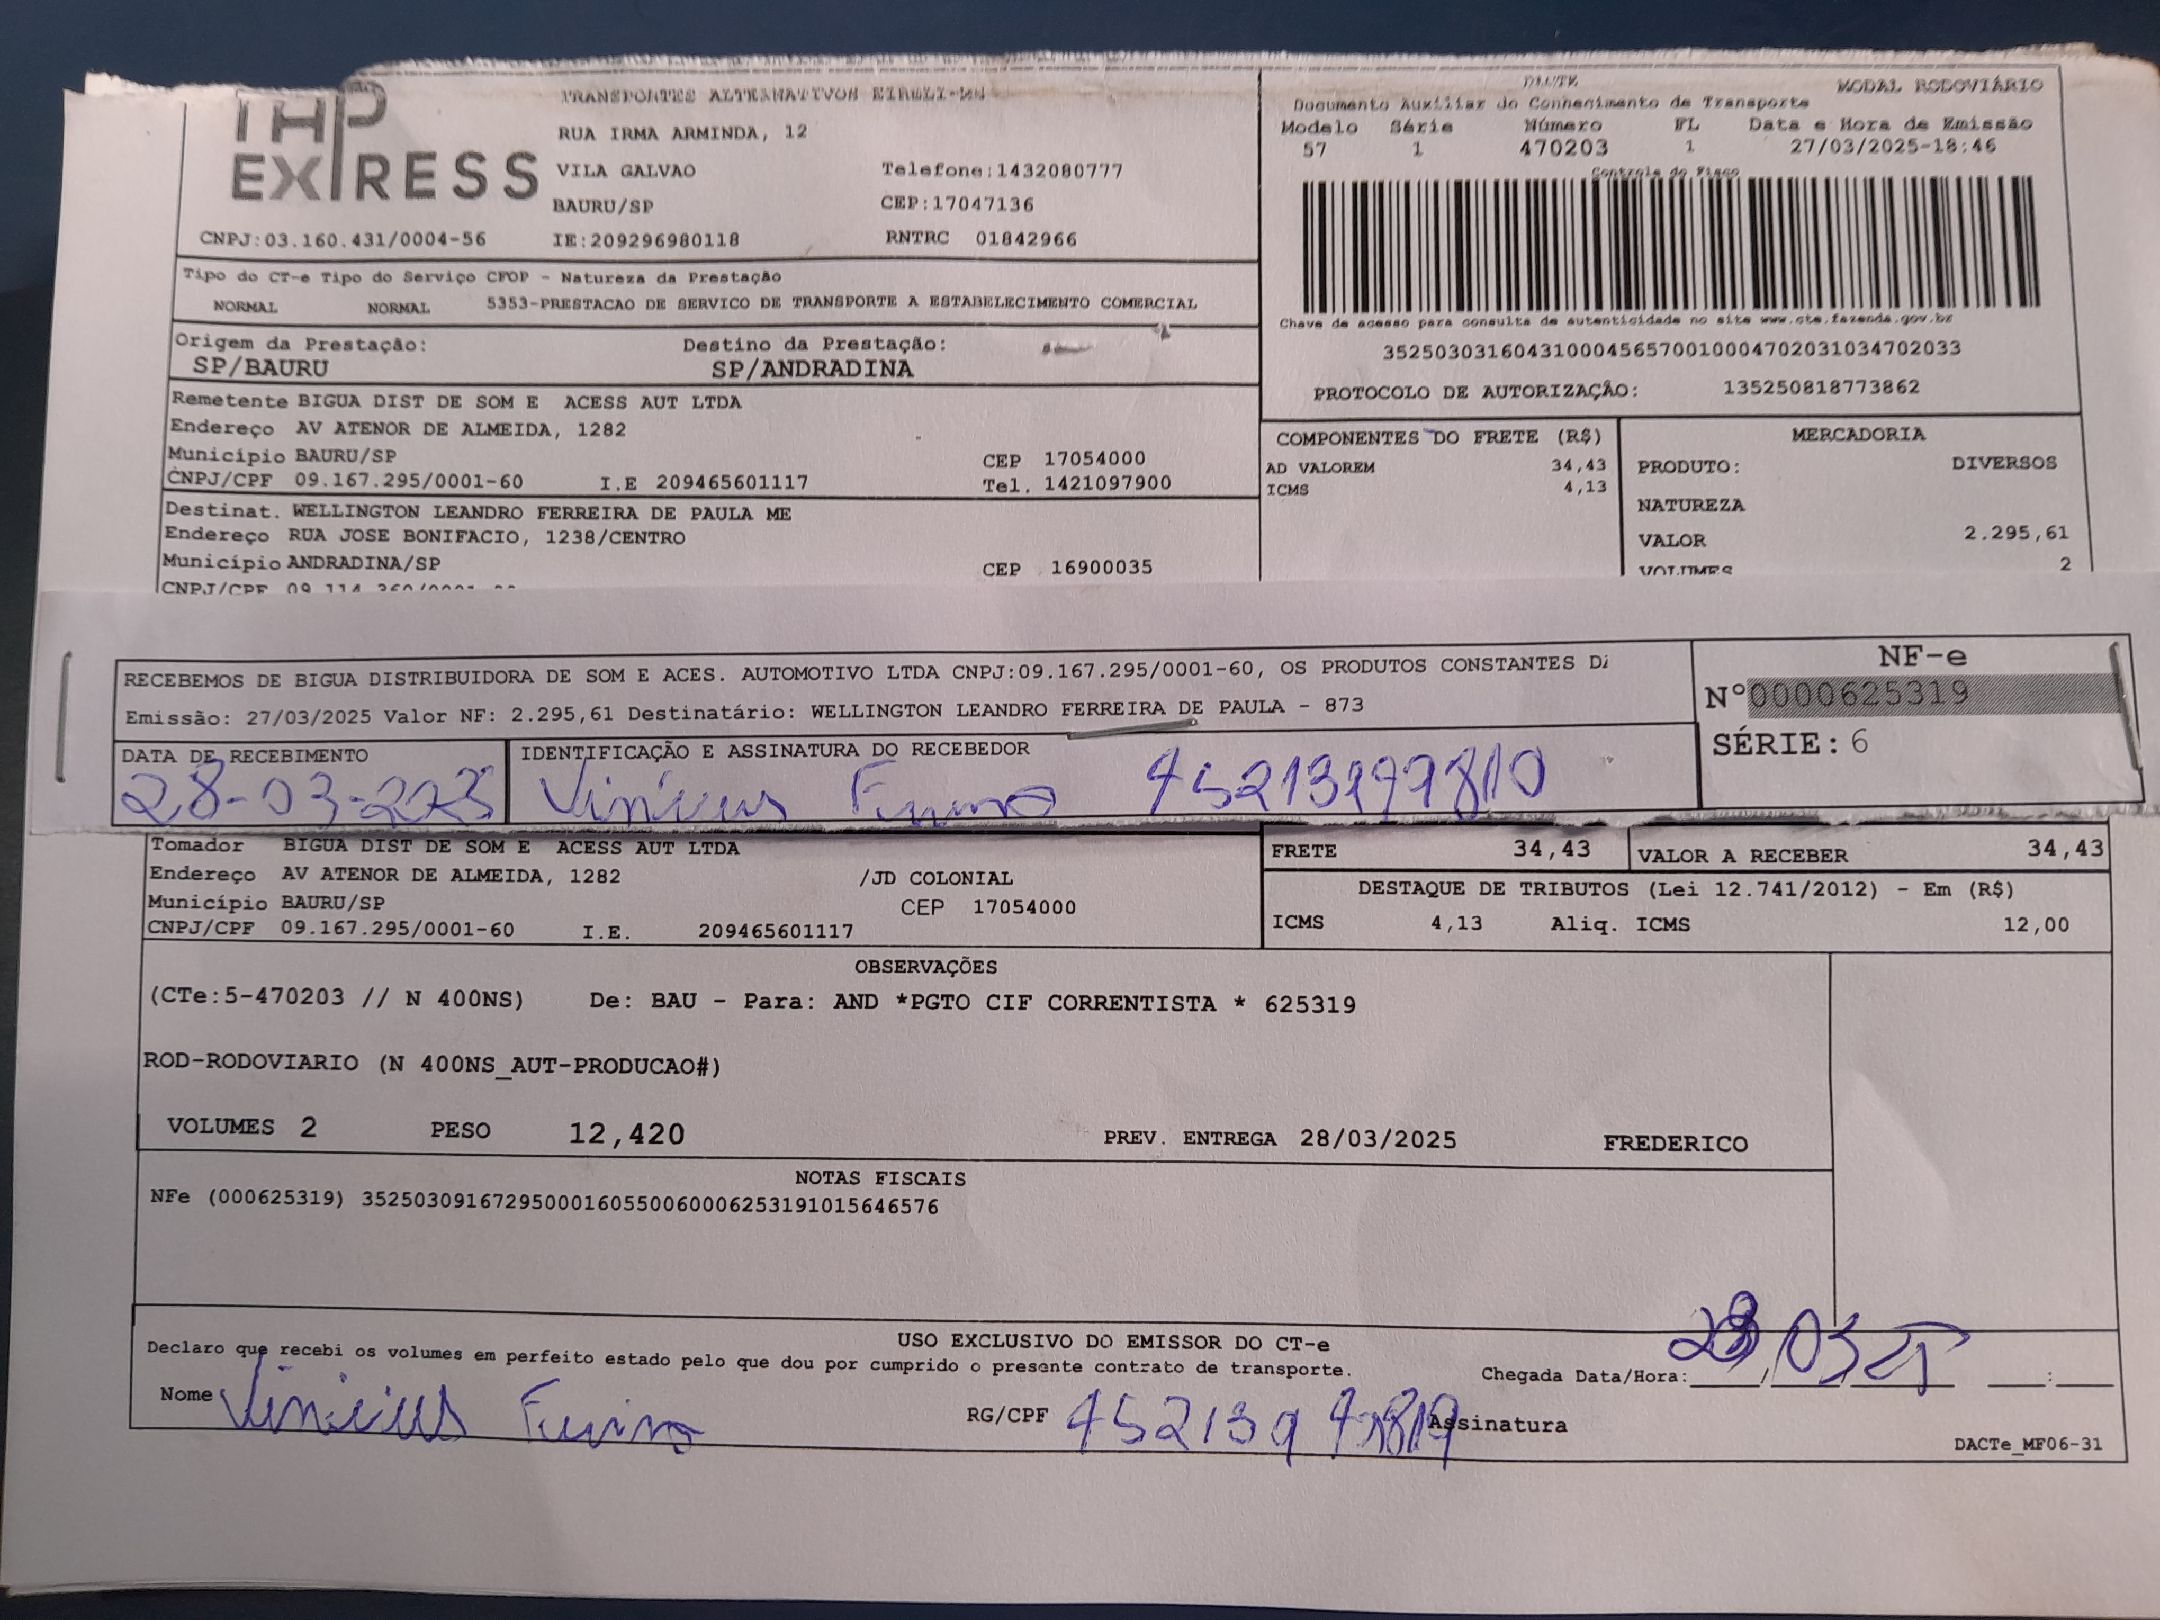 THP
EXPRESS
TRANSPORTES ALTERNATIVOS EIRELI-ME
RUA IRMA ARMINDA, 12
VILA GALVAO Telefone:1432080777
BAURU/SP CEP:17047136
CNPJ:03.160.431/0004-56 IE:209296980118 RNTRC 01842966
DACTE MODAL RODOVIÁRIO
Documento Auxiliar do Conhecimento de Transporte
Modelo Série Número FL Data e Hora de Emissão
57 1 470203 1 27/03/2025-18:46
Controle do Fisco
Chave de acesso para consulta de autenticidade no site www.cte.fazenda.gov.br
35250303160431000456570010004702031034702033
PROTOCOLO DE AUTORIZAÇÃO: 135250818773862
Tipo do CT-e Tipo do Serviço CFOP - Natureza da Prestação
NORMAL NORMAL 5353-PRESTACAO DE SERVICO DE TRANSPORTE A ESTABELECIMENTO COMERCIAL
Origem da Prestação: Destino da Prestação:
SP/BAURU SP/ANDRADINA
Remetente BIGUA DIST DE SOM E ACESS AUT LTDA
Endereço AV ATENOR DE ALMEIDA, 1282
Município BAURU/SP CEP 17054000
CNPJ/CPF 09.167.295/0001-60 I.E 209465601117 Tel. 1421097900
Destinat. WELLINGTON LEANDRO FERREIRA DE PAULA ME
Endereço RUA JOSE BONIFACIO, 1238/CENTRO
Município ANDRADINA/SP CEP 16900035
CNPJ/CPF
COMPONENTES DO FRETE (R$)
AD VALOREM 34,43
ICMS 4,13
MERCADORIA
PRODUTO: DIVERSOS
NATUREZA
VALOR 2.295,61
VOLUMES 2
RECEBEMOS DE BIGUA DISTRIBUIDORA DE SOM E ACES. AUTOMOTIVO LTDA CNPJ:09.167.295/0001-60, OS PRODUTOS CONSTANTES
Emissão: 27/03/2025 Valor NF: 2.295,61 Destinatário: WELLINGTON LEANDRO FERREIRA DE PAULA - 873
NF-e
Nº0000625319
SÉRIE: 6
DATA DE RECEBIMENTO IDENTIFICAÇÃO E ASSINATURA DO RECEBEDOR
28-03- Vinicius
Tomador BIGUA DIST DE SOM E ACESS AUT LTDA
Endereço AV ATENOR DE ALMEIDA, 1282 /JD COLONIAL
Município BAURU/SP CEP 17054000
CNPJ/CPF 09.167.295/0001-60 I.E. 209465601117
FRETE 34,43 VALOR A RECEBER 34,43
DESTAQUE DE TRIBUTOS (Lei 12.741/2012) - Em (R$)
ICMS 4,13 Aliq. ICMS 12,00
OBSERVAÇÕES
(CTe:5-470203 // N 400NS) De: BAU - Para: AND *PGTO CIF CORRENTISTA * 625319
ROD-RODOVIARIO (N 400NS_AUT-PRODUCAO#)
VOLUMES 2 PESO 12,420 PREV. ENTREGA 28/03/2025 FREDERICO
NOTAS FISCAIS
NFe (000625319) 35250309167295000160550060006253191015646576
USO EXCLUSIVO DO EMISSOR DO CT-e
Declaro que recebi os volumes em perfeito estado pelo que dou por cumprido o presente contrato de transporte.
Chegada Data/Hora:
Nome Vinicius RG/CPF Assinatura
DACTe_MF06-31